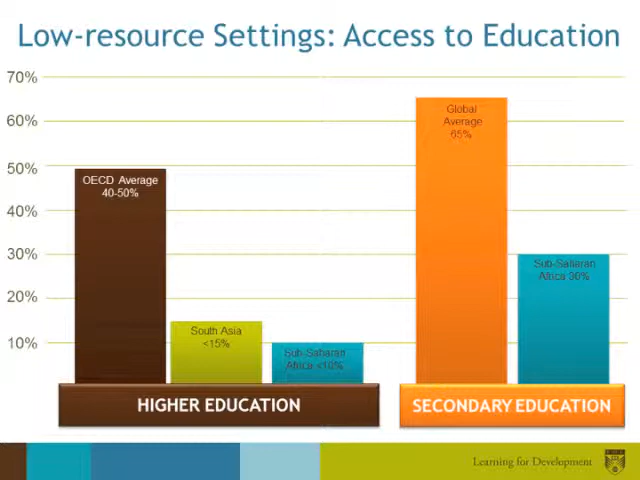 Low-resource Settings: Access to Education
70%
60%
50%
40%
30%
20%
10%
OECD Average
40-50%
South Asia
<15%
Sub-Saharan
Africa <10%
Global
Average
65%
Sub-Saharan
Africa 30%
HIGHER EDUCATION
SECONDARY EDUCATION
Learning for Development